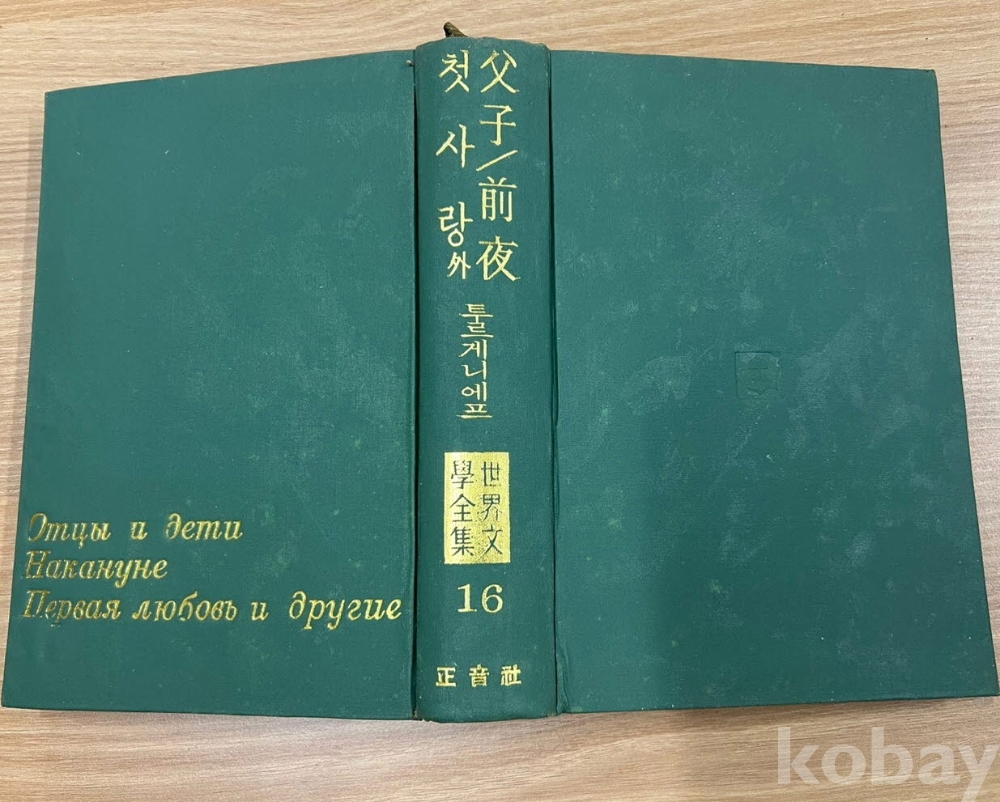 Отцы и дети
Накануне
Первая любовь и другие
父子/前夜
첫사랑外
투르게니에프
世界文
學全集
16
正音社
kobay